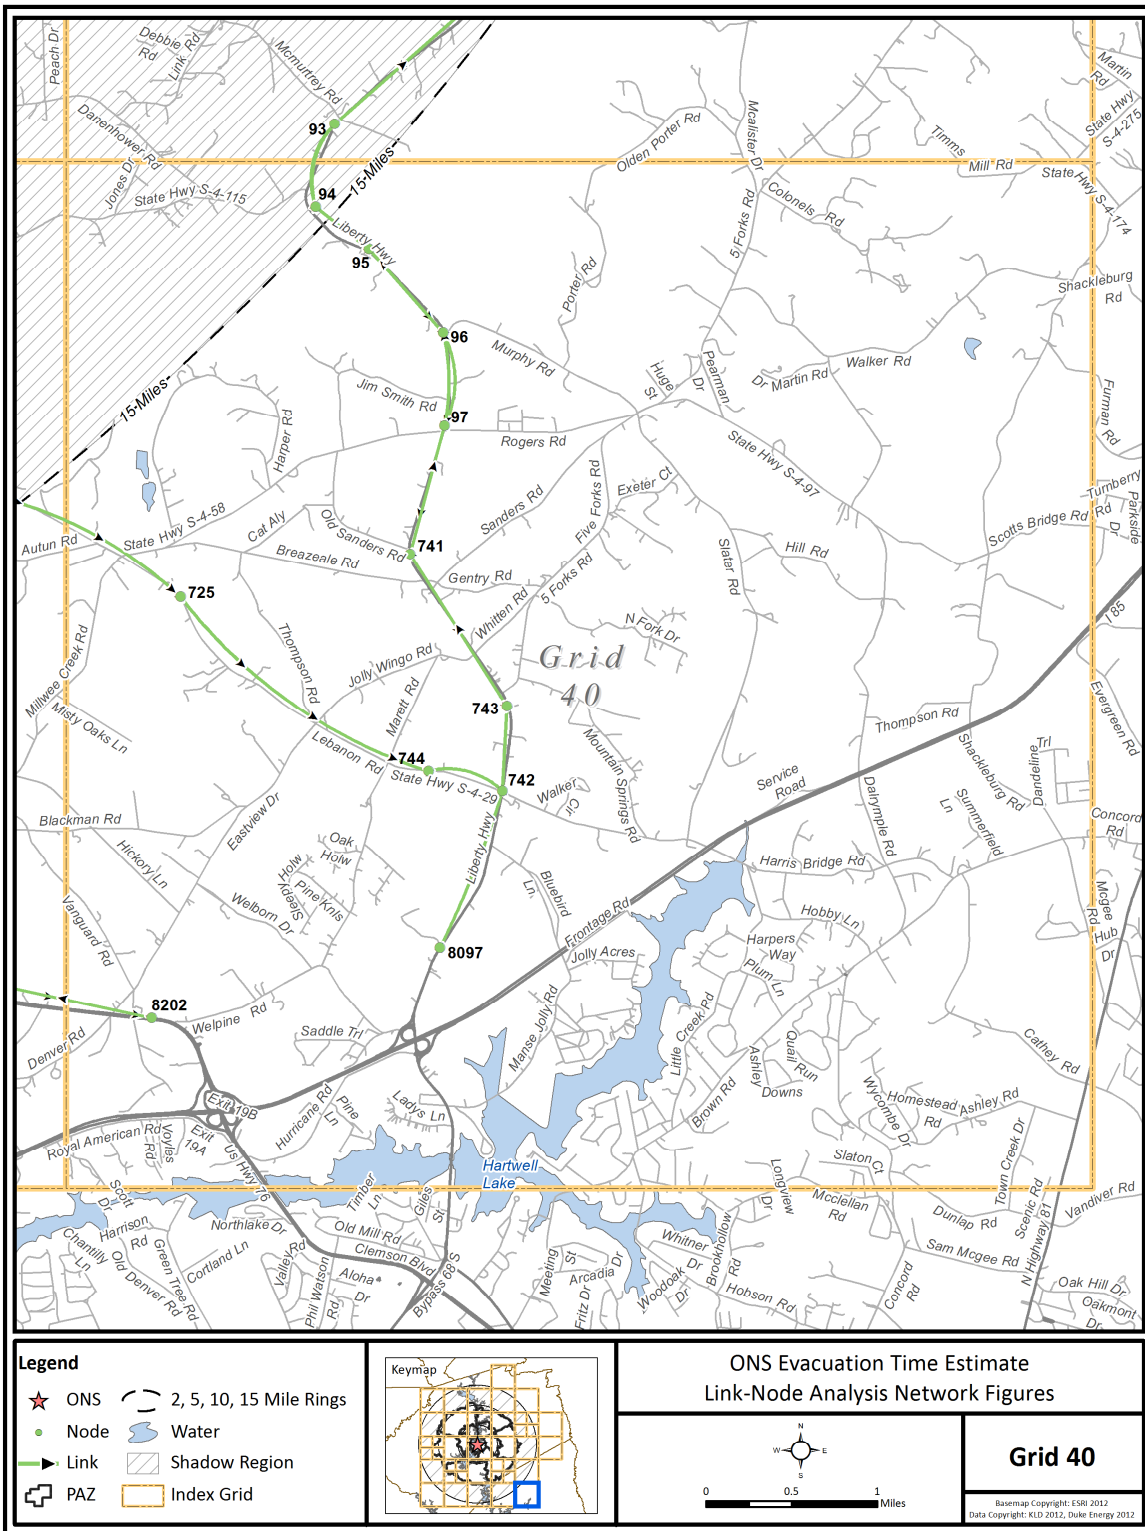 Peach Dr
Debbie
Rd
Link Rd
Mcmurtrey Rd
93
Danenhower Rd
Jones Dr
State Hwy S-4-115
94
15-Miles
Liberty Hwy
95
96
Olden Porter Rd
Mcalister Dr
Timms
Mill Rd
Martin
Rd
State Hwy
S-4-275
State
Hwy S-4-174
Colonels Rd
5 Forks Rd
Porter Rd
Shackleburg
Rd
Murphy Rd
Huge
St
Pearman
Dr
Dr Martin Rd
Walker Rd
Furman Rd
15-Miles
Jim Smith Rd
97
Harper Rd
Rogers Rd
State Hwy S-4-97
Exeter Ct
Five Forks Rd
Sanders Rd
Tumberry
Rd
Parkside
Dr
Scotts Bridge Rd
Autun Rd
State Hwy S-4-58
Cat Aly
Old Sanders Rd
Breazeale Rd
741
Gentry Rd
5 Forks Rd
Whitten Rd
Slatar Rd
Hill Rd
725
N Fork Dr
I 85
Grid
40
Millwee Creek Rd
Misty Oaks Ln
Thompson Rd
Jolly Wingo Rd
Marett Rd
743
Mountain Springs Rd
Thompson Rd
Evergreen Rd
Lebanon Rd
744
State Hwy S-4-29
742
Walker
Cir
Service
Road
Shackleburg Rd
Dandeline Trl
Summerfield
Ln
Dalrymple Rd
Concord
Rd
Blackman Rd
Eastview Dr
Hickory Ln
Oak
Holw
Sleepy
Holw
Pine Knls
Welborn Dr
Liberty Hwy
Bluebird
Ln
Harris Bridge Rd
Hobby Ln
Mcgee
Rd
Hub
Dr
Vanguard Rd
8097
Frontage Rd
Jolly Acres
Harpers
Way
Plum Ln
8202
Welpine Rd
Saddle Trl
Denver Rd
Manse Jolly Rd
Little Creek Rd
Quail Run
Ashley
Downs
Cathey Rd
Brown Rd
Wycombe Dr
Homestead
Rd
Ashley Rd
Exit 19B
Exit
19A
Hurricane Rd
Pine
Ln
Ladys Ln
Royal American Rd
Voyles
Rd
Us Hwy 76
Hartwell
Lake
Slaton Ct
Town Creek Dr
Longview
Dr
Mcclellan
Rd
Dunlap Rd
Scenic Rd
Vandiver Rd
N Highway 81
Scott
Dr
Timber
Ln
Giles
St
Harrison
Rd
Chantilly
Ln
Old Denver Rd
Green Tree Rd
Northlake Dr
Cortland Ln
Valley Rd
Old Mill Rd
Clemson Blvd
Aloha
Dr
Phil Watson
Rd
Bypass 68 S
Meeting
St
Arcadia
Dr
Fritz Dr
Woodoak
Dr
Whitner
Dr
Brookhollow
Rd
Hobson Rd
Concord
Rd
Sam Mcgee Rd
Oak Hill Dr
Oakmont
Dr
Legend
ONS
2, 5, 10, 15 Mile Rings
Node
Water
Link
Shadow Region
PAZ
Index Grid
Keymap
ONS Evacuation Time Estimate
Link-Node Analysis Network Figures
N
W
E
S
0
0.5
1
Miles
Grid 40
Basemap Copyright: ESRI 2012
Data Copyright: KLD 2012, Duke Energy 2012